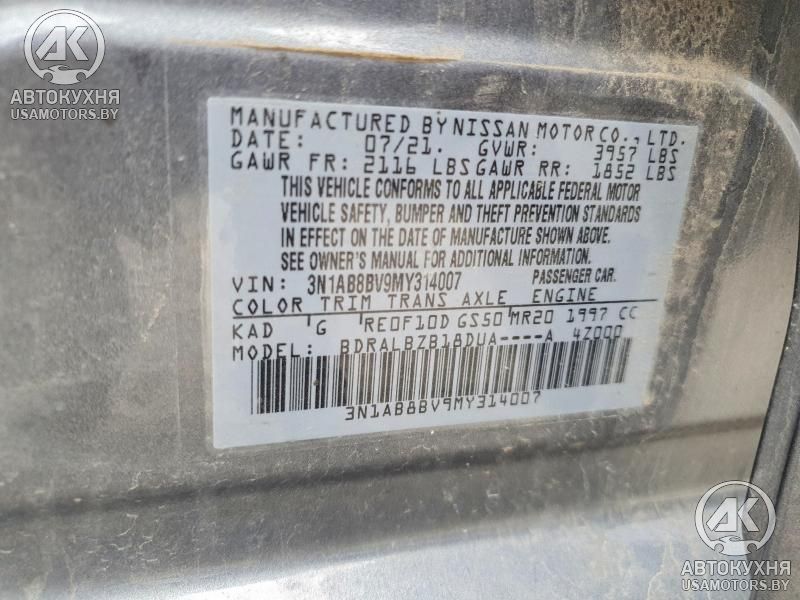 AK
АВТОКУХНЯ
USAMOTORS.BY
MANUFACTURED BY NISSAN MOTOR CO., LTD.
DATE: 07/21. GVWR: 3957 LBS
GAWR FR: 2116 LBS GAWR RR: 1852 LBS
THIS VEHICLE CONFORMS TO ALL APPLICABLE FEDERAL MOTOR
VEHICLE SAFETY, BUMPER AND THEFT PREVENTION STANDARDS
IN EFFECT ON THE DATE OF MANUFACTURE SHOWN ABOVE.
SEE OWNER'S MANUAL FOR ADDITIONAL INFORMATION.
VIN: 3N1AB8BV9MY314007 PASSENGER CAR.
COLOR TRIM TRANS AXLE ENGINE
KAD G RE0F10D GS50 MR20 1997 CC
MODEL: BDRALBZB18DUA----A 4Z000
3N1AB8BV9MY314007
AK
АВТОКУХНЯ
USAMOTORS.BY